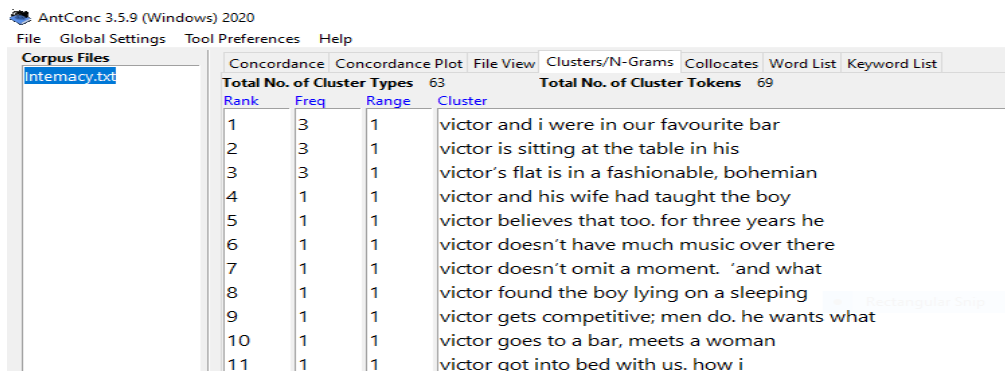 AntConc 3.5.9 (Windows) 2020
File Global Settings Tool Preferences Help
Corpus Files
Intemacy.txt
Concordance Concordance Plot File View Clusters/N-Grams Collocates Word List Keyword List
Total No. of Cluster Types 63 Total No. of Cluster Tokens 69
Rank Freq Range Cluster
1 3 1 victor and i were in our favourite bar
2 3 1 victor is sitting at the table in his
3 3 1 victor's flat is in a fashionable, bohemian
4 1 1 victor and his wife had taught the boy
5 1 1 victor believes that too. for three years he
6 1 1 victor doesn't have much music over there
7 1 1 victor doesn't omit a moment. 'and what
8 1 1 victor found the boy lying on a sleeping
9 1 1 victor gets competitive; men do. he wants what
10 1 1 victor goes to a bar, meets a woman
11 1 1 victor got into bed with us. how i
Rectangular Snip